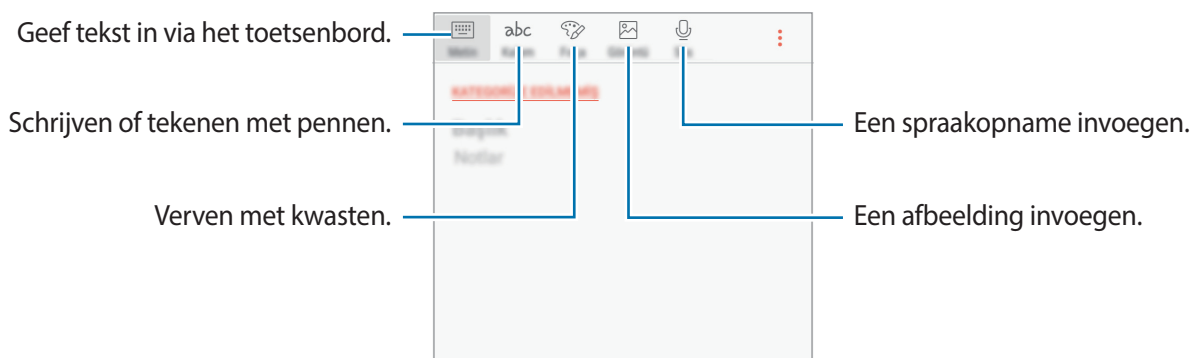 Geef tekst in via het toetsenbord.
abc
Schrijven of tekenen met pennen.
Een spraakopname invoegen.
Notlar
Verven met kwasten.
Een afbeelding invoegen.